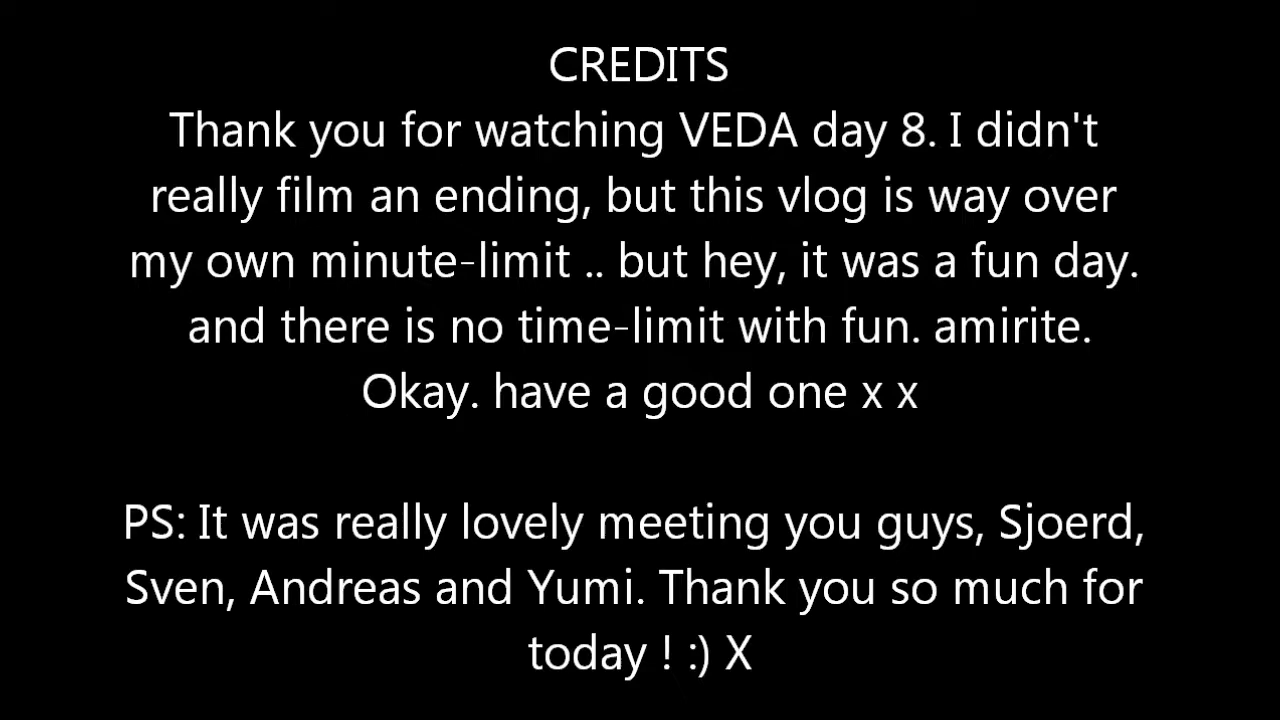 CREDITS
Thank you for watching VEDA day 8. I didn't
really film an ending, but this vlog is way over
my own minute-limit .. but hey, it was a fun day.
and there is no time-limit with fun. amirite.
Okay. have a good one x x
PS: It was really lovely meeting you guys, Sjoerd,
Sven, Andreas and Yumi. Thank you so much for
today ! :) X